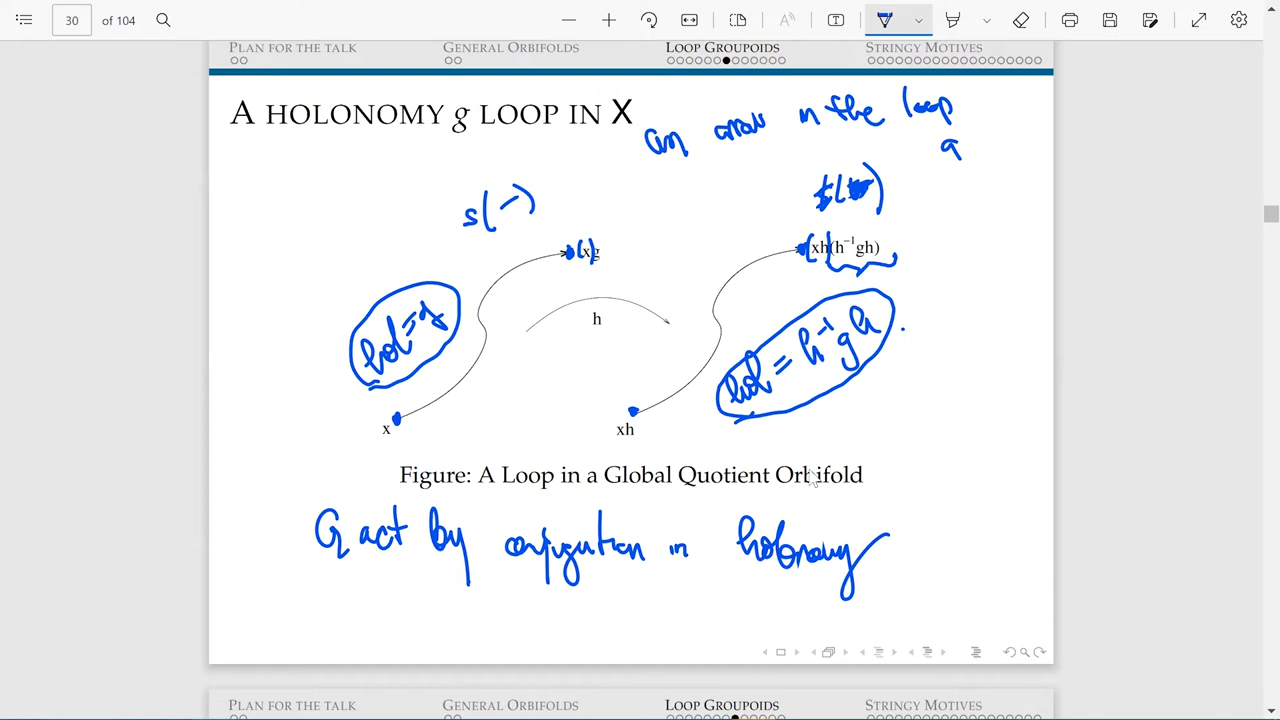 30 of 104
PLAN FOR THE TALK GENERAL ORBIFOLDS LOOP GROUPOIDS STRINGY MOTIVES
A HOLONOMY g LOOP IN X
an arrow in the loop
s(-)
xg
xh(h⁻¹gh)
h
hol = g
hol = h⁻¹gh.
x
xh
Figure: A Loop in a Global Quotient Orbifold
G act by conjugation in holonomy
PLAN FOR THE TALK GENERAL ORBIFOLDS LOOP GROUPOIDS STRINGY MOTIVES